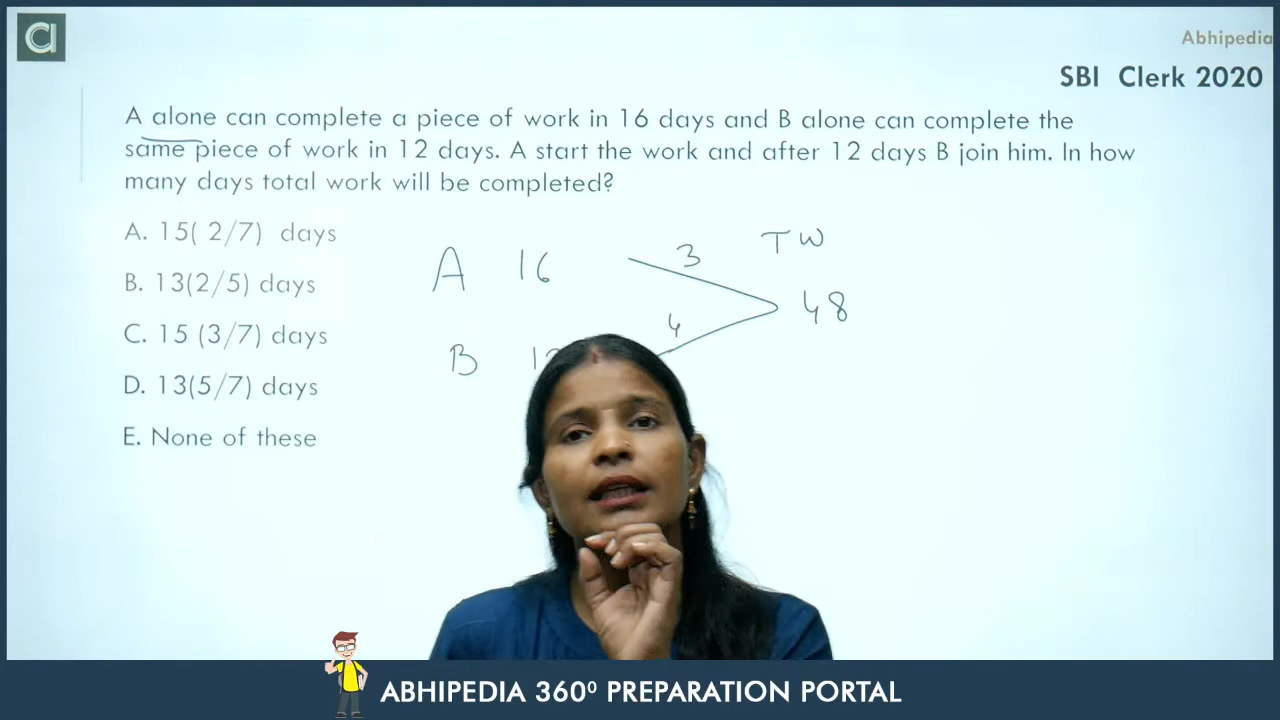 Abhipedia
SBI Clerk 2020
A alone can complete a piece of work in 16 days and B alone can complete the
same piece of work in 12 days. A start the work and after 12 days B join him. In how
many days total work will be completed?
A. 15( 2/7) days
B. 13(2/5) days
C. 15 (3/7) days
D. 13(5/7) days
E. None of these
A 16 3 T W
4 48
B
ABHIPEDIA 360⁰ PREPARATION PORTAL